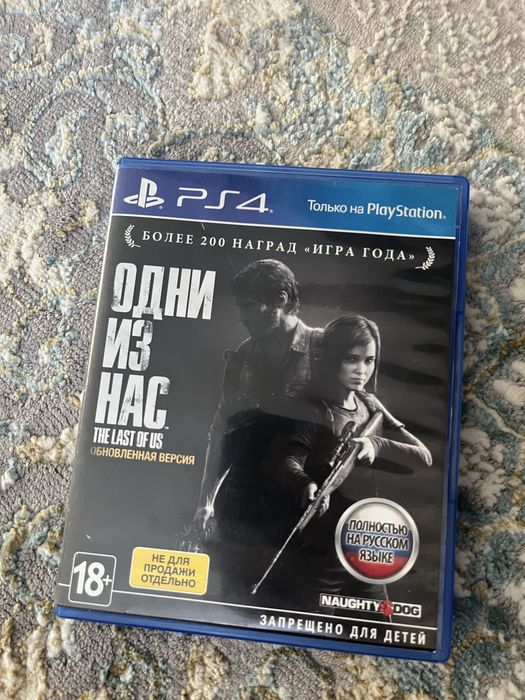 PS4
Только на PlayStation
БОЛЕЕ 200 НАГРАД «ИГРА ГОДА»
ОДНИ
ИЗ
НАС
THE LAST OF US
ОБНОВЛЕННАЯ ВЕРСИЯ
ПОЛНОСТЬЮ
НА РУССКОМ
ЯЗЫКЕ
НЕ ДЛЯ
ПРОДАЖИ
ОТДЕЛЬНО
18+
NAUGHTY DOG
ЗАПРЕЩЕНО ДЛЯ ДЕТЕЙ